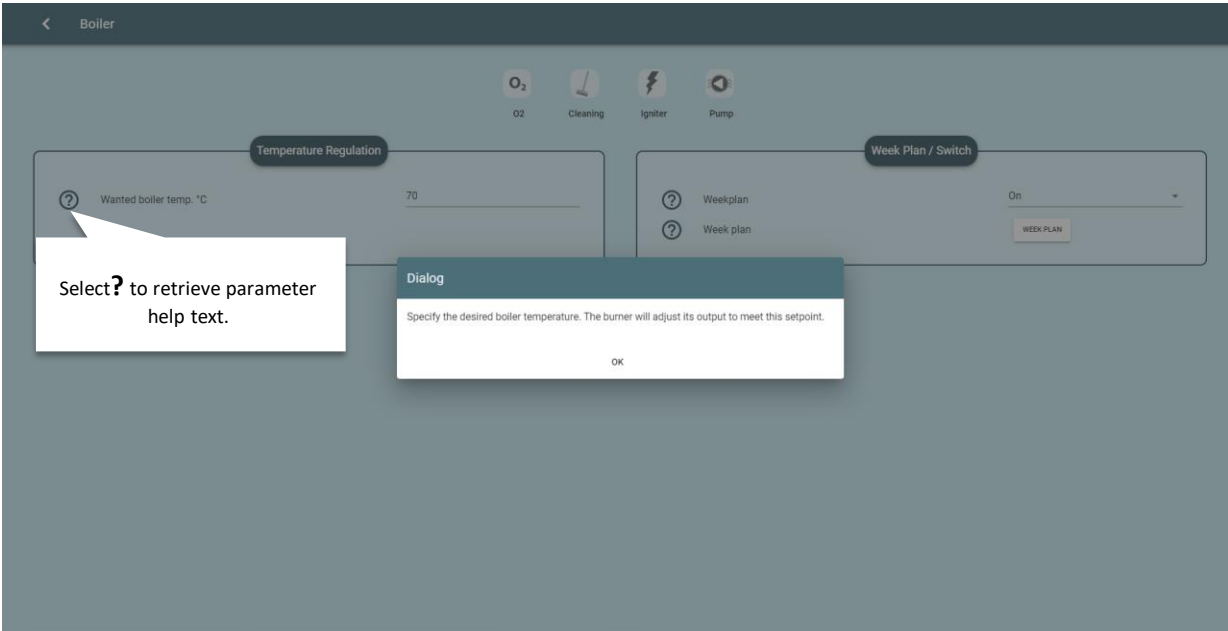 Boiler
O₂
O2
Cleaning
Igniter
Pump
Temperature Regulation
Wanted boiler temp. °C
70
Week Plan / Switch
Weekplan
On
Week plan
WEEK PLAN
Select? to retrieve parameter
help text.
Dialog
Specify the desired boiler temperature. The burner will adjust its output to meet this setpoint.
OK